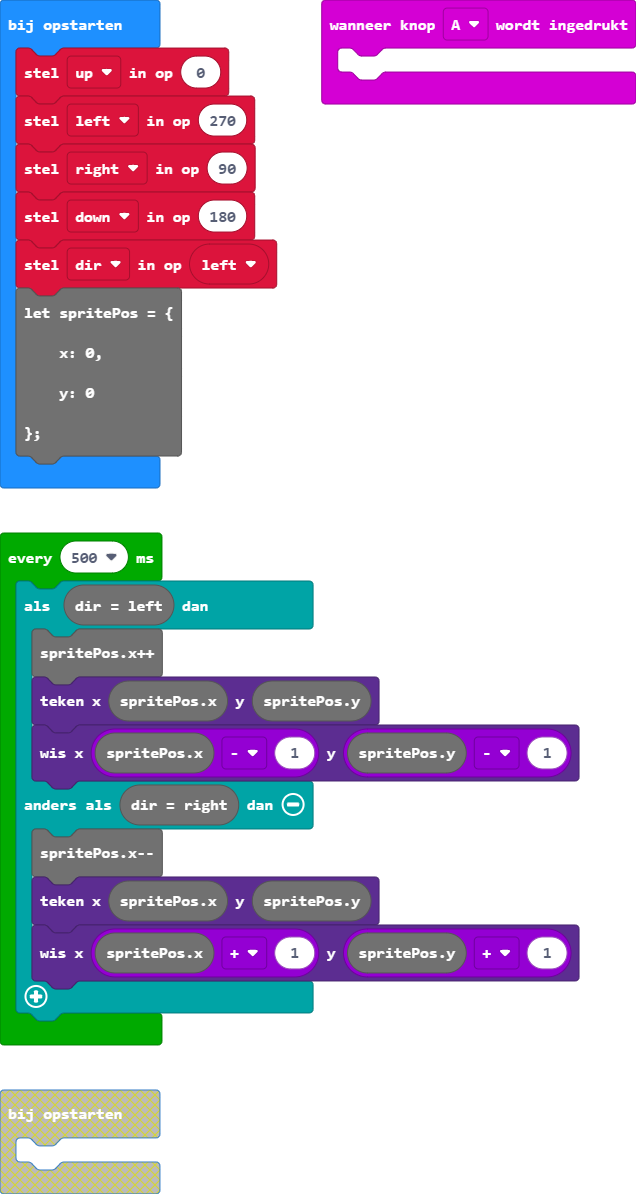 bij opstarten
stel up in op 0
stel left in op 270
stel right in op 90
stel down in op 180
stel dir in op left
let spritePos = {
x: 0,
y: 0
};
wanneer knop A wordt ingedrukt
every 500 ms
als dir = left dan
spritePos.x++
teken x spritePos.x y spritePos.y
wis x spritePos.x - 1 y spritePos.y - 1
anders als dir = right dan
spritePos.x--
teken x spritePos.x y spritePos.y
wis x spritePos.x + 1 y spritePos.y + 1
bij opstarten